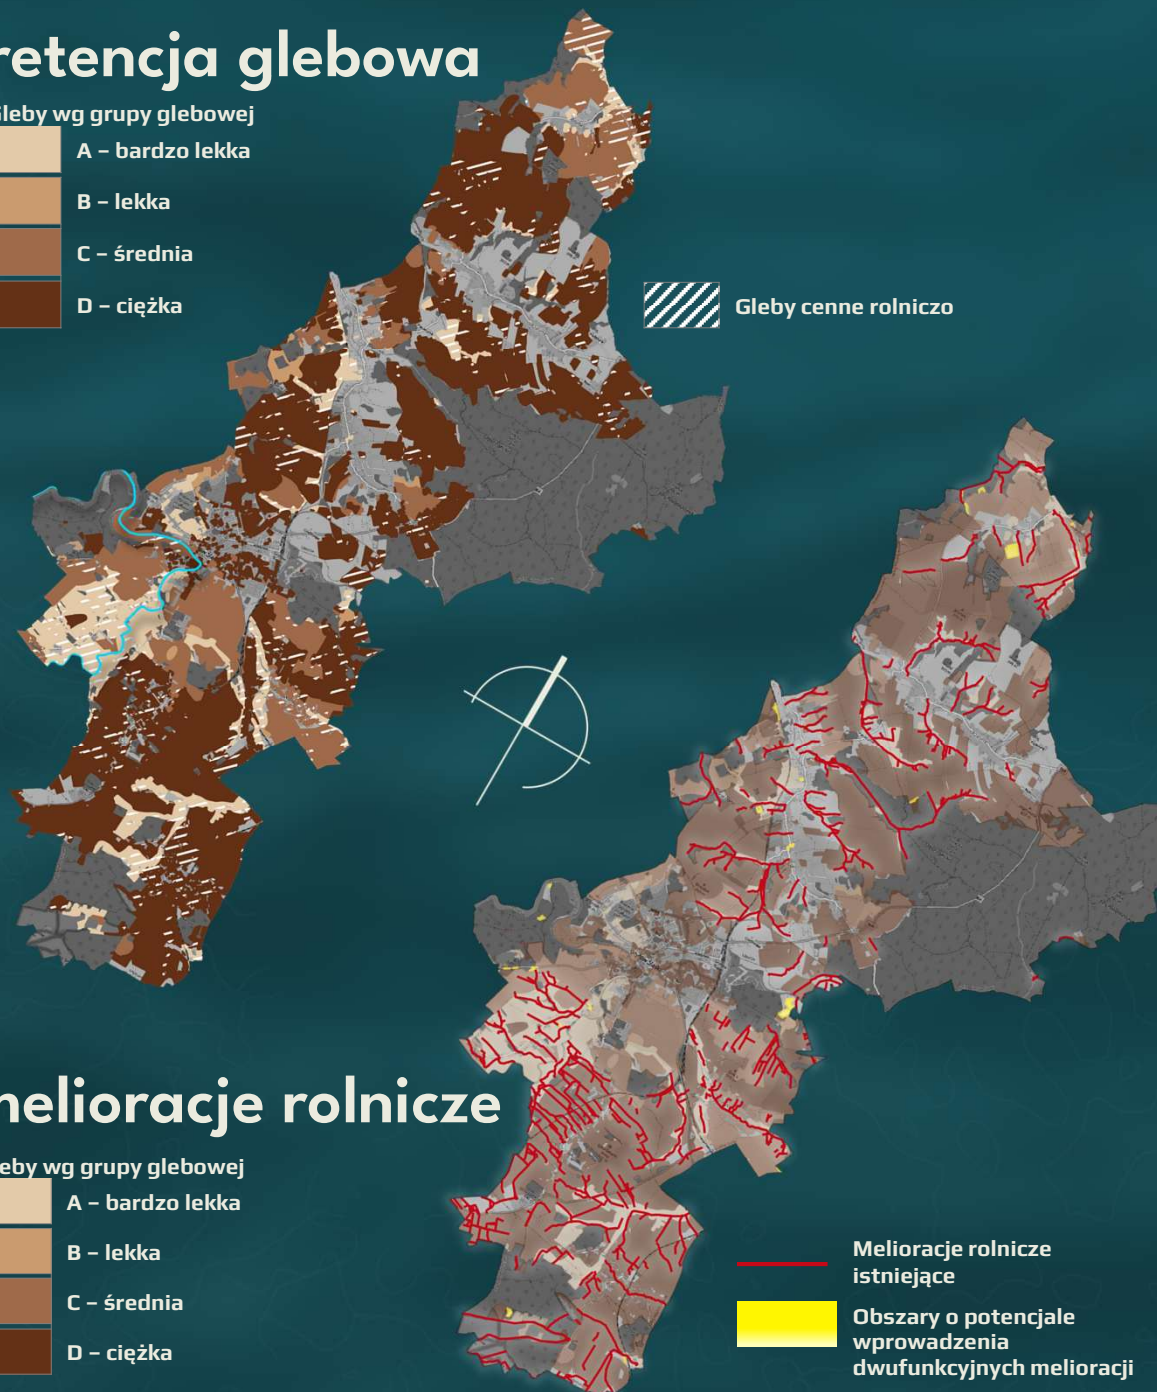 retencja glebowa
Gleby wg grupy glebowej
A – bardzo lekka
B – lekka
C – średnia
D – ciężka
Gleby cenne rolniczo
melioracje rolnicze
leby wg grupy glebowej
A – bardzo lekka
B – lekka
C – średnia
D – ciężka
Melioracje rolnicze
istniejące
Obszary o potencjale
wprowadzenia
dwufunkcyjnych melioracji